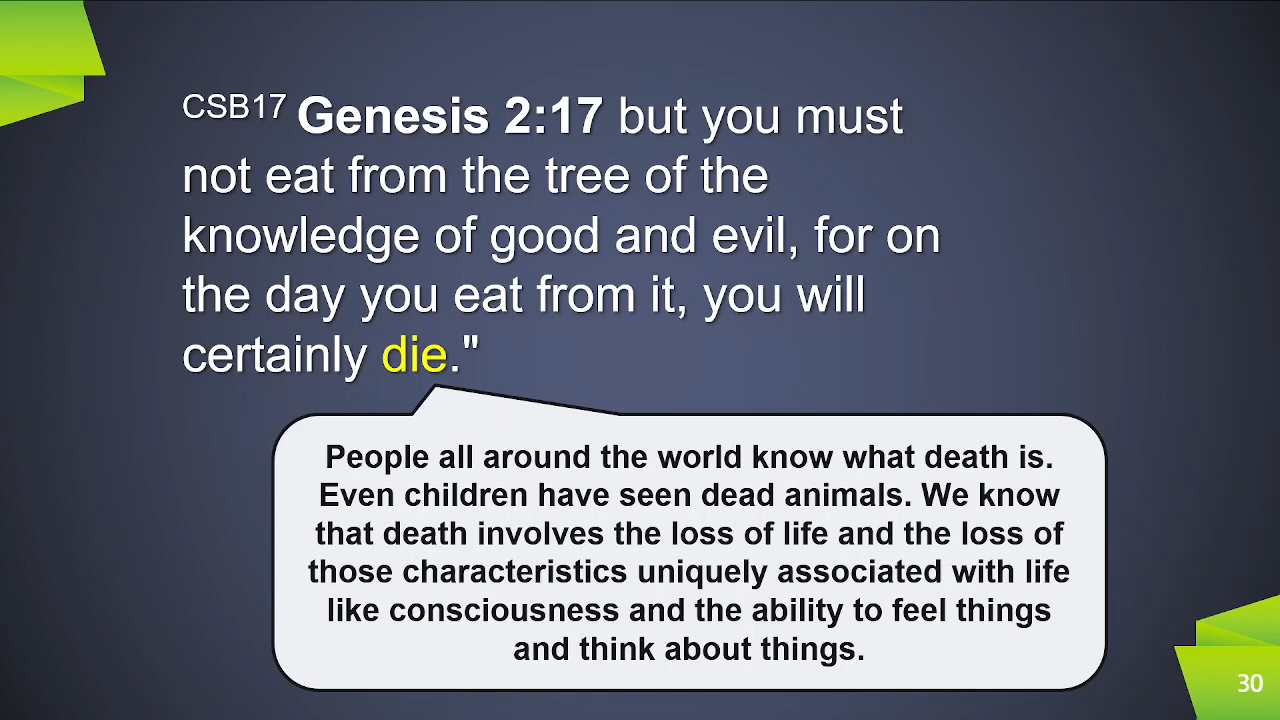 CSB17 Genesis 2:17 but you must
not eat from the tree of the
knowledge of good and evil, for on
the day you eat from it, you will
certainly die."
People all around the world know what death is.
Even children have seen dead animals. We know
that death involves the loss of life and the loss of
those characteristics uniquely associated with life
like consciousness and the ability to feel things
and think about things.
30